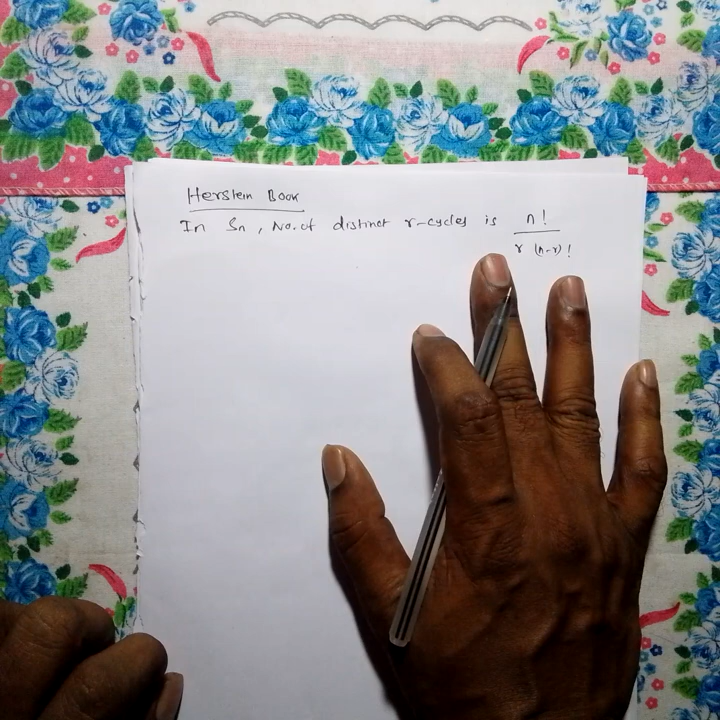 Herstein Book
In Sn, No.of distinct r-cycles is n! / r (n-r)!